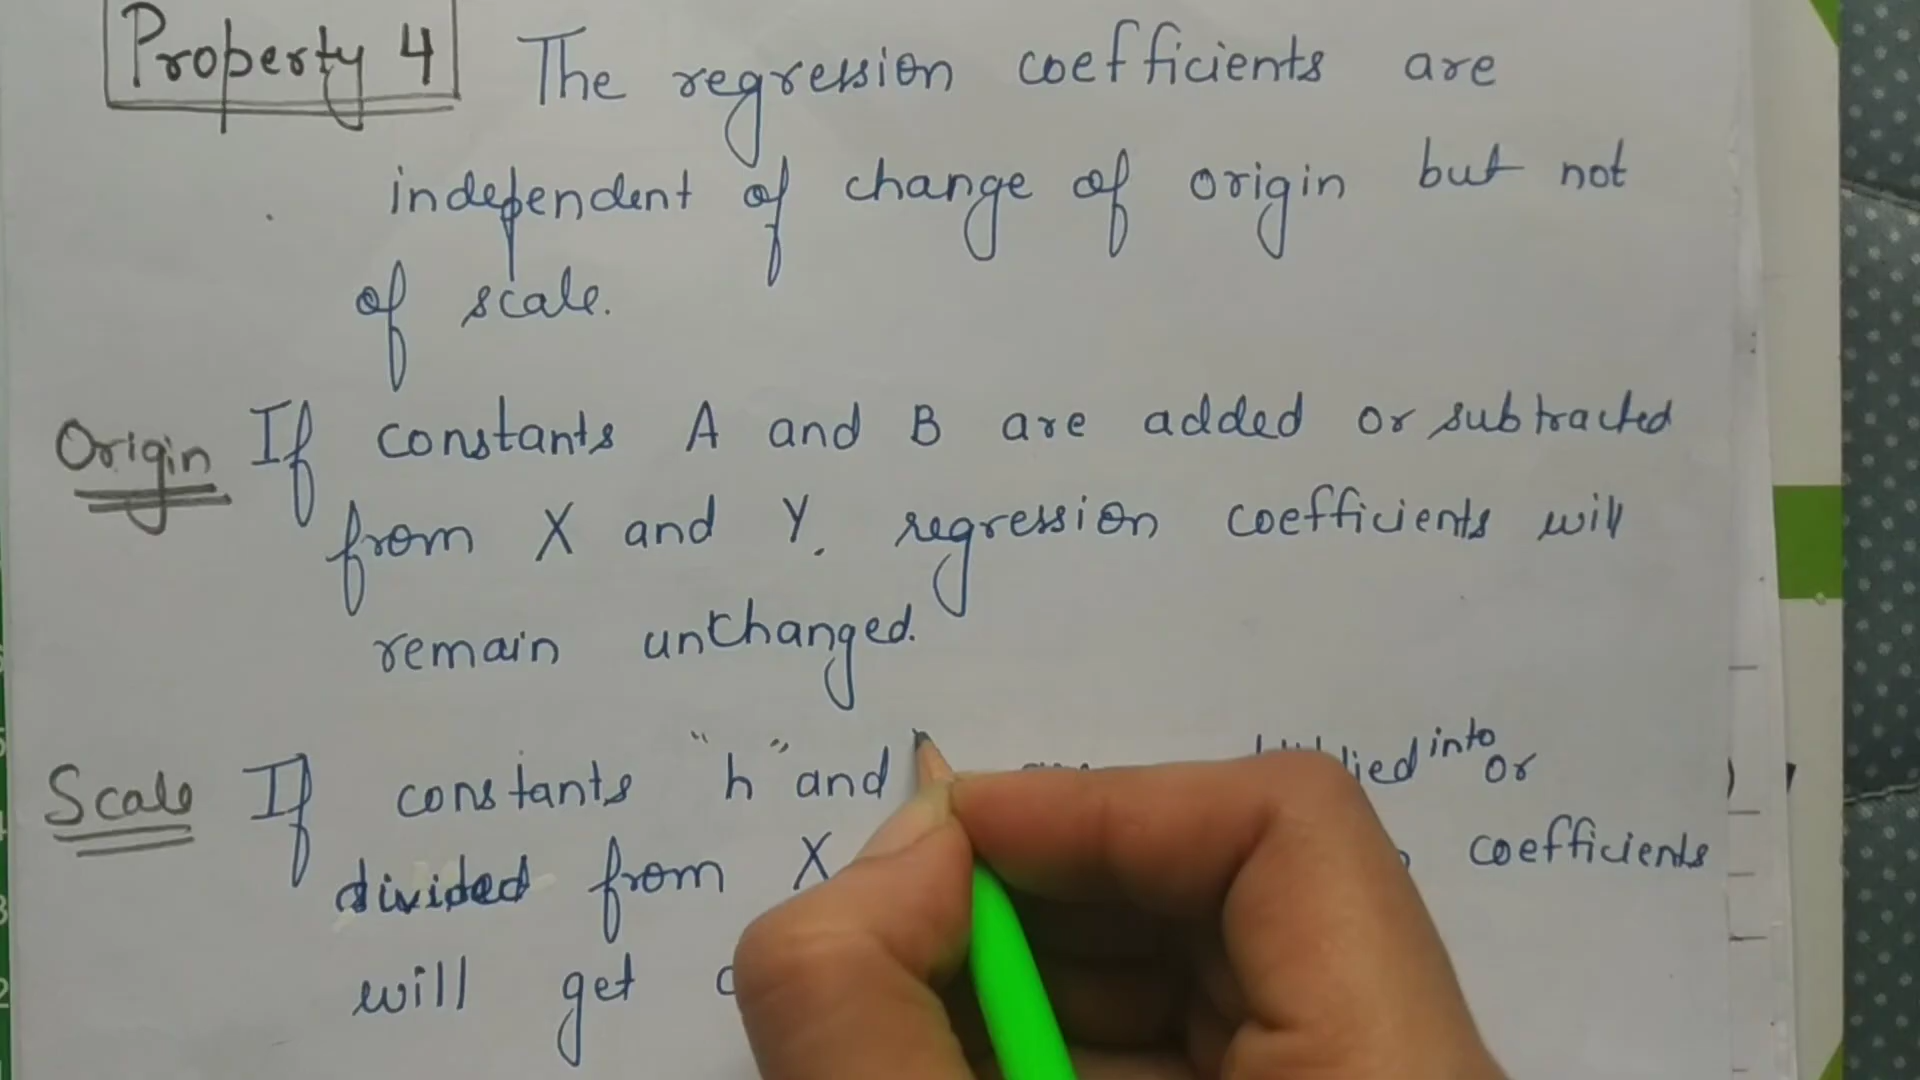 Property 4 The regression coefficients are
independent of change of origin but not
of scale.
Origin If constants A and B are added or subtracted
from X and Y, regression coefficients will
remain unchanged.
Scale If constants "h" and into or
divided from X coefficients
will get